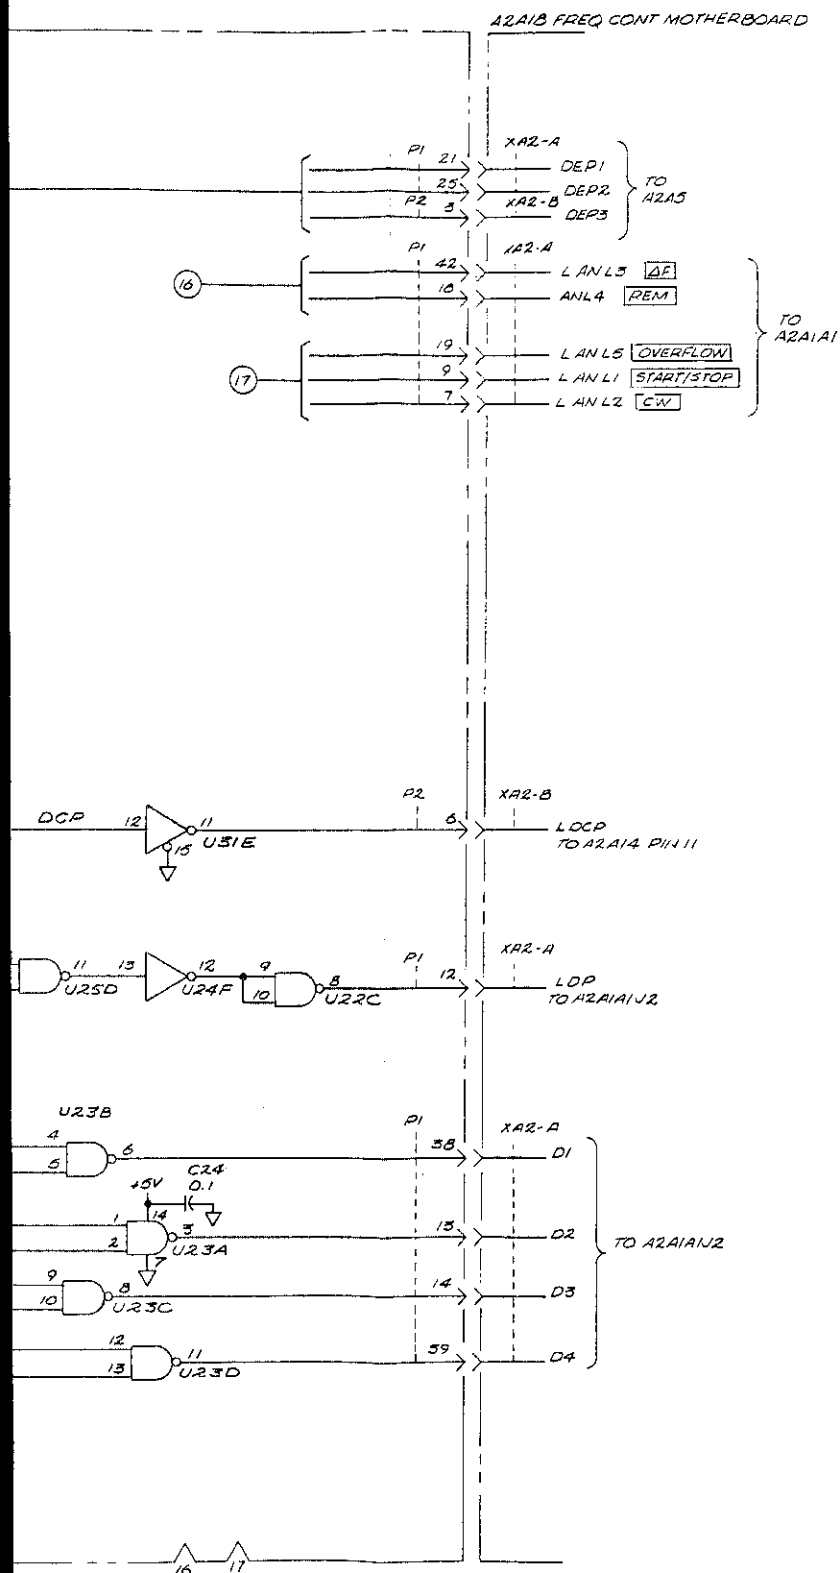 A2A18 FREQ CONT MOTHERBOARD
P1 21 XA2-A DEP1
25 DEP2
P2 3 XA2-B DEP3
TO
A2A5
P1 XA2-A
16
42 L ANL3 ΔF
18 ANL4 REM
TO
A2A1A1
17
19 L ANL5 OVERFLOW
9 L ANL1 START/STOP
7 L ANL2 CW
P2 XA2-B
DCP 12 11 6 LDCP
15 U31E
TO A2A14 PIN 11
P1 XA2-A
11 13 12 9 8 12 LDP
U25D U24F 10 U22C
TO A2A1A1J2
U23B P1 XA2-A
4 6 38 D1
5
C24
+5V 0.1
1 14 3 13 D2
2 7 U23A
TO A2A1A1J2
9 8 14 D3
10 U23C
12 11 39 D4
13 U23D
16 17